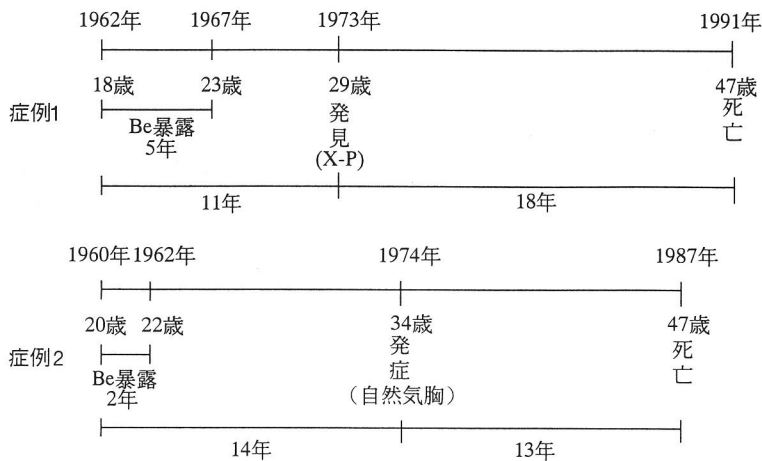 1962年 1967年 1973年 1991年
18歳 23歳 29歳 47歳
症例1
Be暴露
5年
発見
(X-P)
死亡
11年 18年
1960年 1962年 1974年 1987年
20歳 22歳 34歳 47歳
症例2
Be暴露
2年
発症
(自然気胸)
死亡
14年 13年